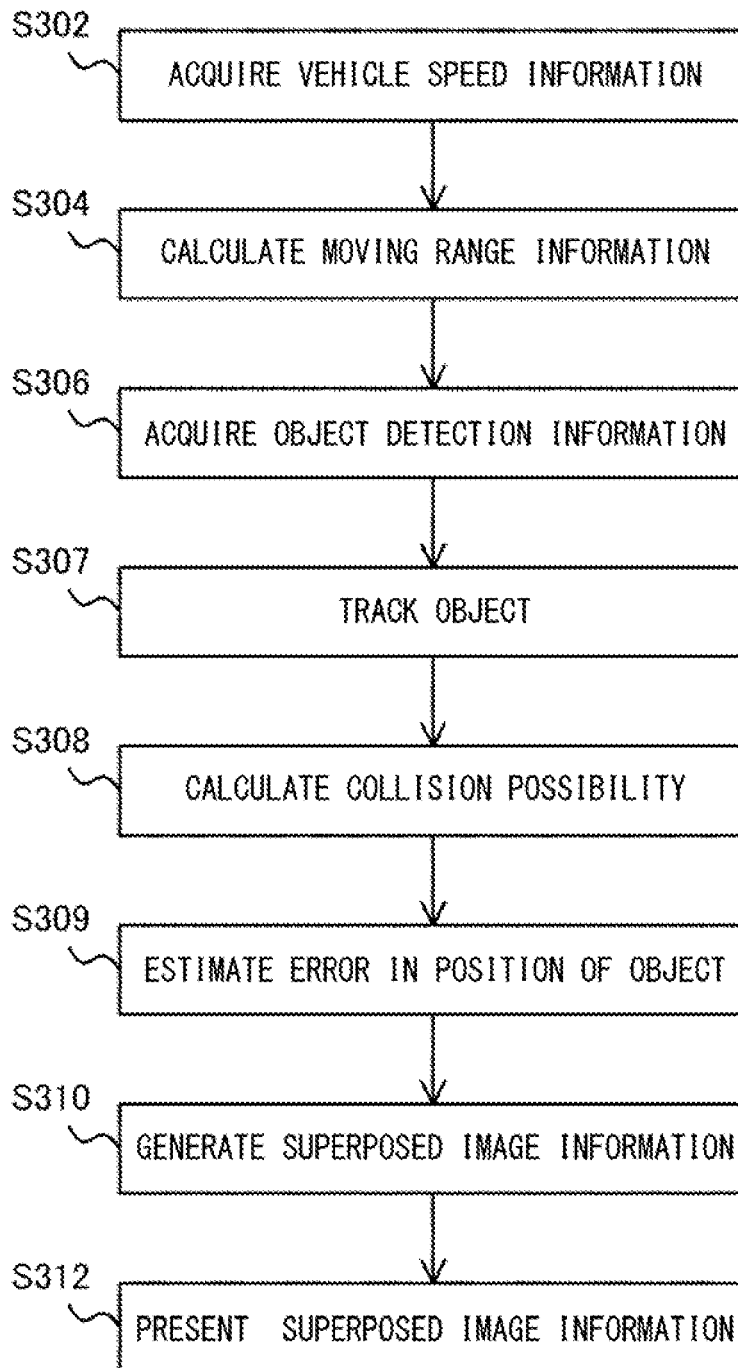 S302
ACQUIRE VEHICLE SPEED INFORMATION
S304
CALCULATE MOVING RANGE INFORMATION
S306
ACQUIRE OBJECT DETECTION INFORMATION
S307
TRACK OBJECT
S308
CALCULATE COLLISION POSSIBILITY
S309
ESTIMATE ERROR IN POSITION OF OBJECT
S310
GENERATE SUPERPOSED IMAGE INFORMATION
S312
PRESENT SUPERPOSED IMAGE INFORMATION